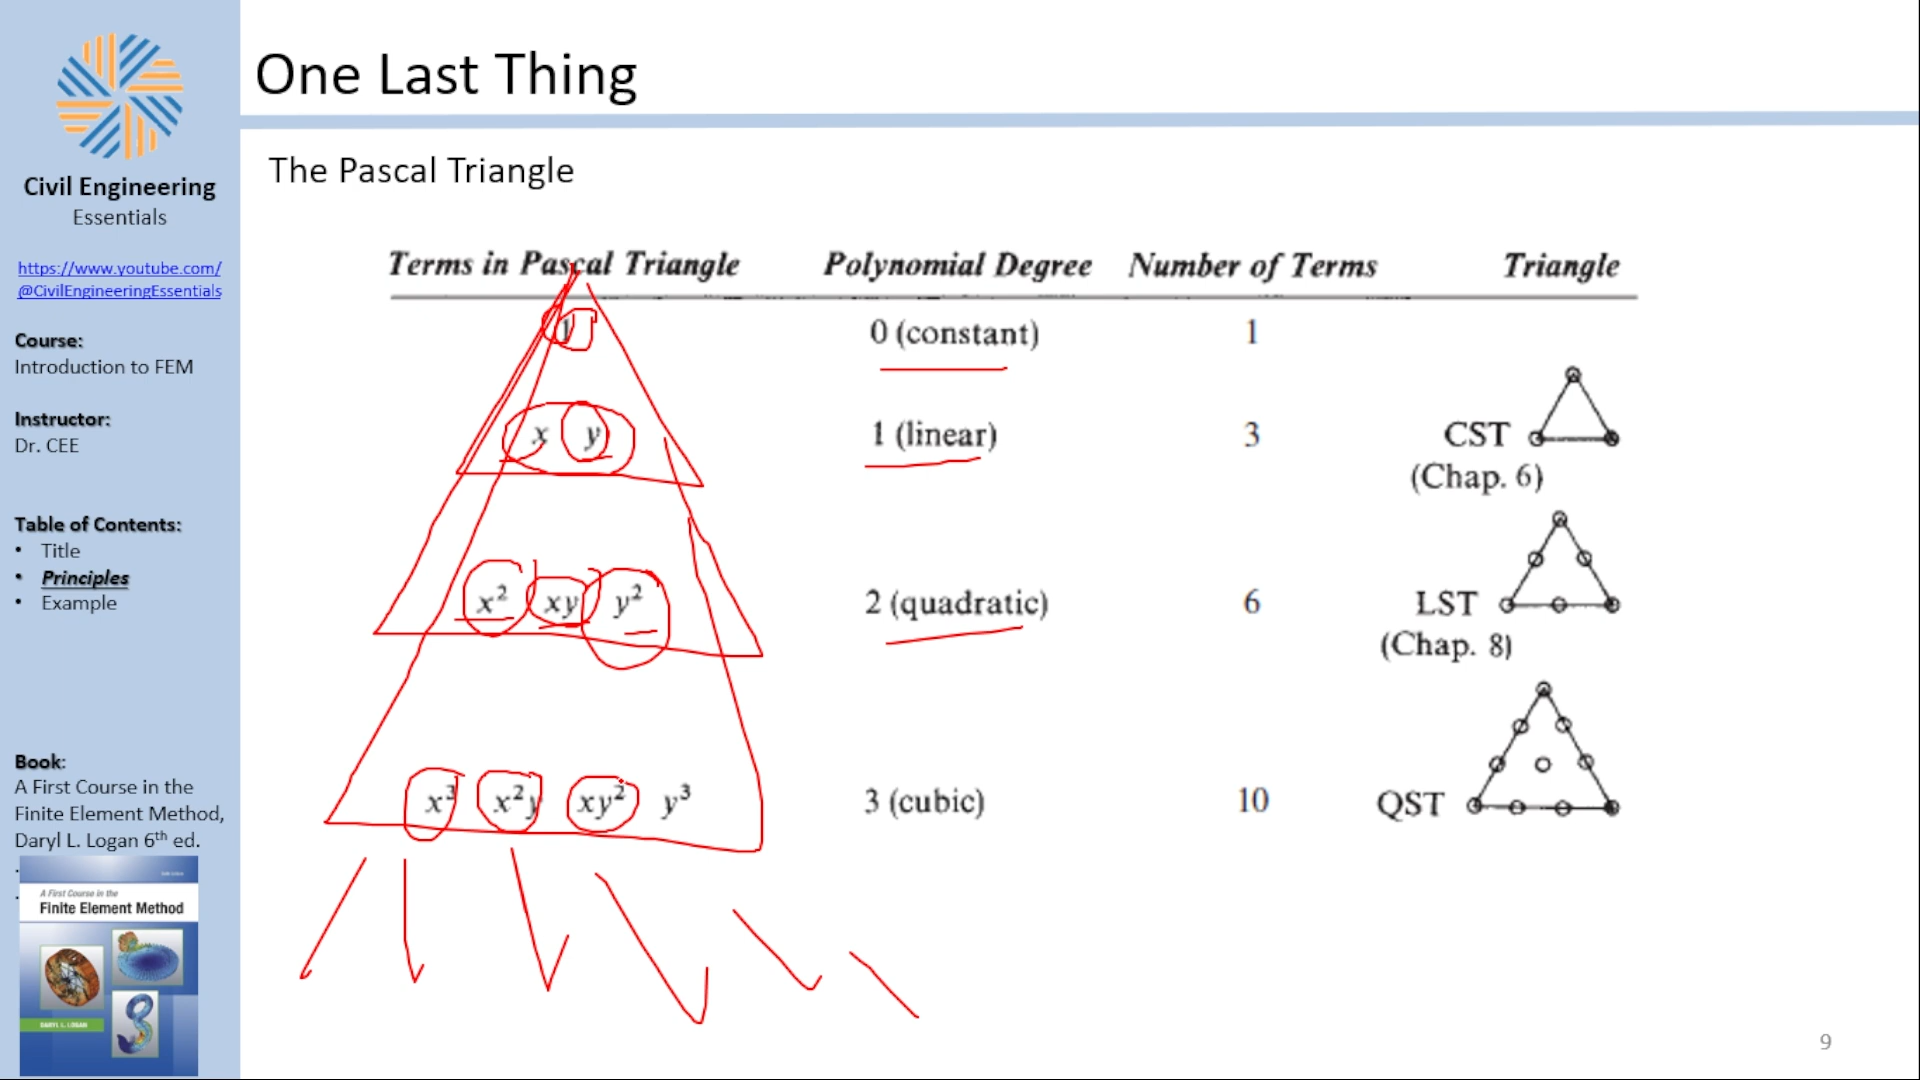 One Last Thing
The Pascal Triangle
Civil Engineering
Essentials
https://www.youtube.com/
@CivilEngineeringEssentials
Course:
Introduction to FEM
Instructor:
Dr. CEE
Table of Contents:
• Title
• Principles
• Example
Book:
A First Course in the
Finite Element Method,
Daryl L. Logan 6th ed.
A First Course in the
Finite Element Method
DARYL L. LOGAN
Terms in Pascal Triangle Polynomial Degree Number of Terms Triangle
1 0 (constant) 1
x y 1 (linear) 3 CST
(Chap. 6)
x² xy y² 2 (quadratic) 6 LST
(Chap. 8)
x³ x²y xy² y³ 3 (cubic) 10 QST
9